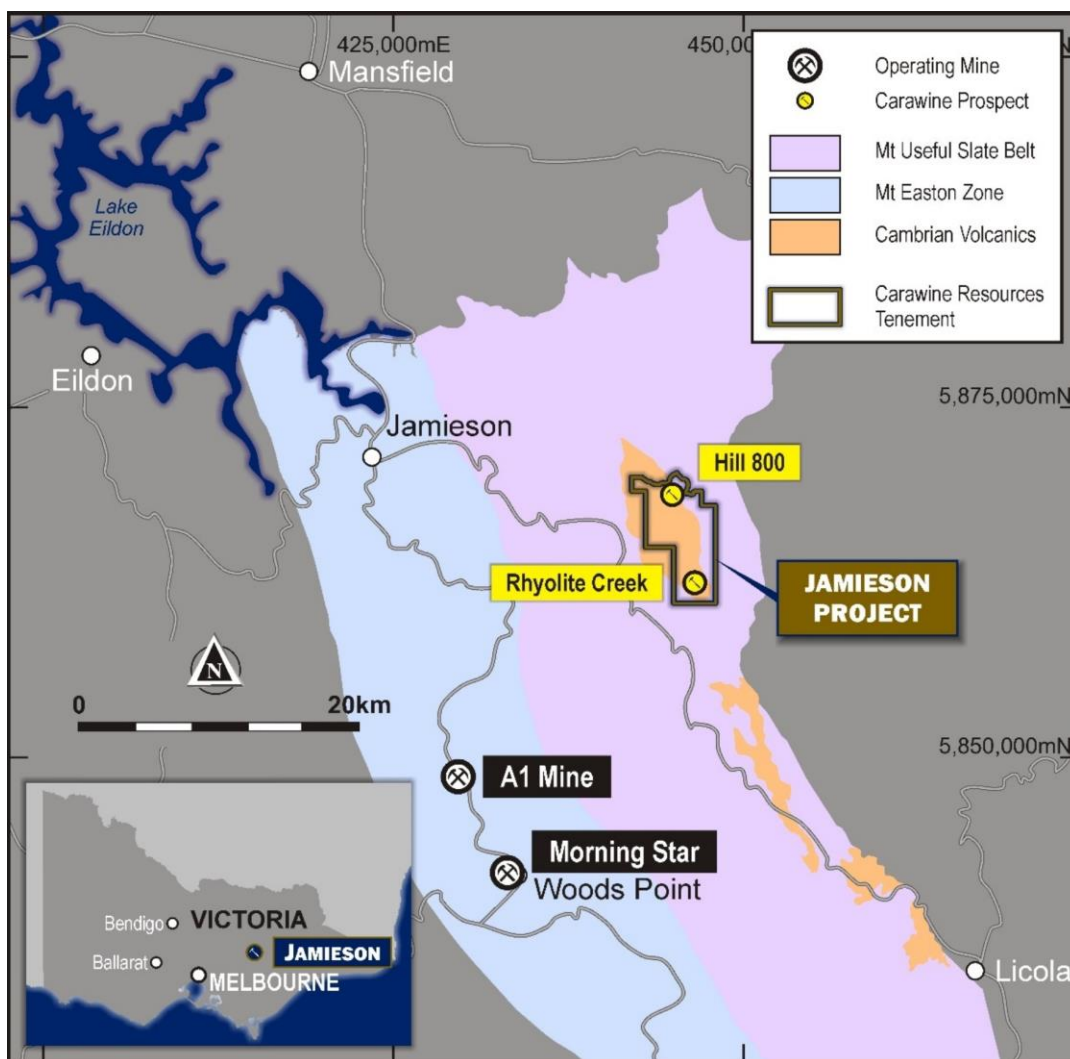 425,000mE
450,00
Mansfield
Operating Mine
Carawine Prospect
Mt Useful Slate Belt
Mt Easton Zone
Cambrian Volcanics
Carawine Resources
Tenement
Lake
Eildon
Eildon
5,875,000mN
Jamieson
Hill 800
Rhyolite Creek
JAMIESON
PROJECT
N
0
20km
5,850,000mN
A1 Mine
Morning Star
Woods Point
Bendigo
VICTORIA
JAMIESON
Ballarat
MELBOURNE
Licola